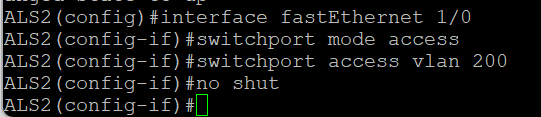 ALS2(config)#interface fastEthernet 1/0
ALS2(config-if)#switchport mode access
ALS2(config-if)#switchport access vlan 200
ALS2(config-if)#no shut
ALS2(config-if)#